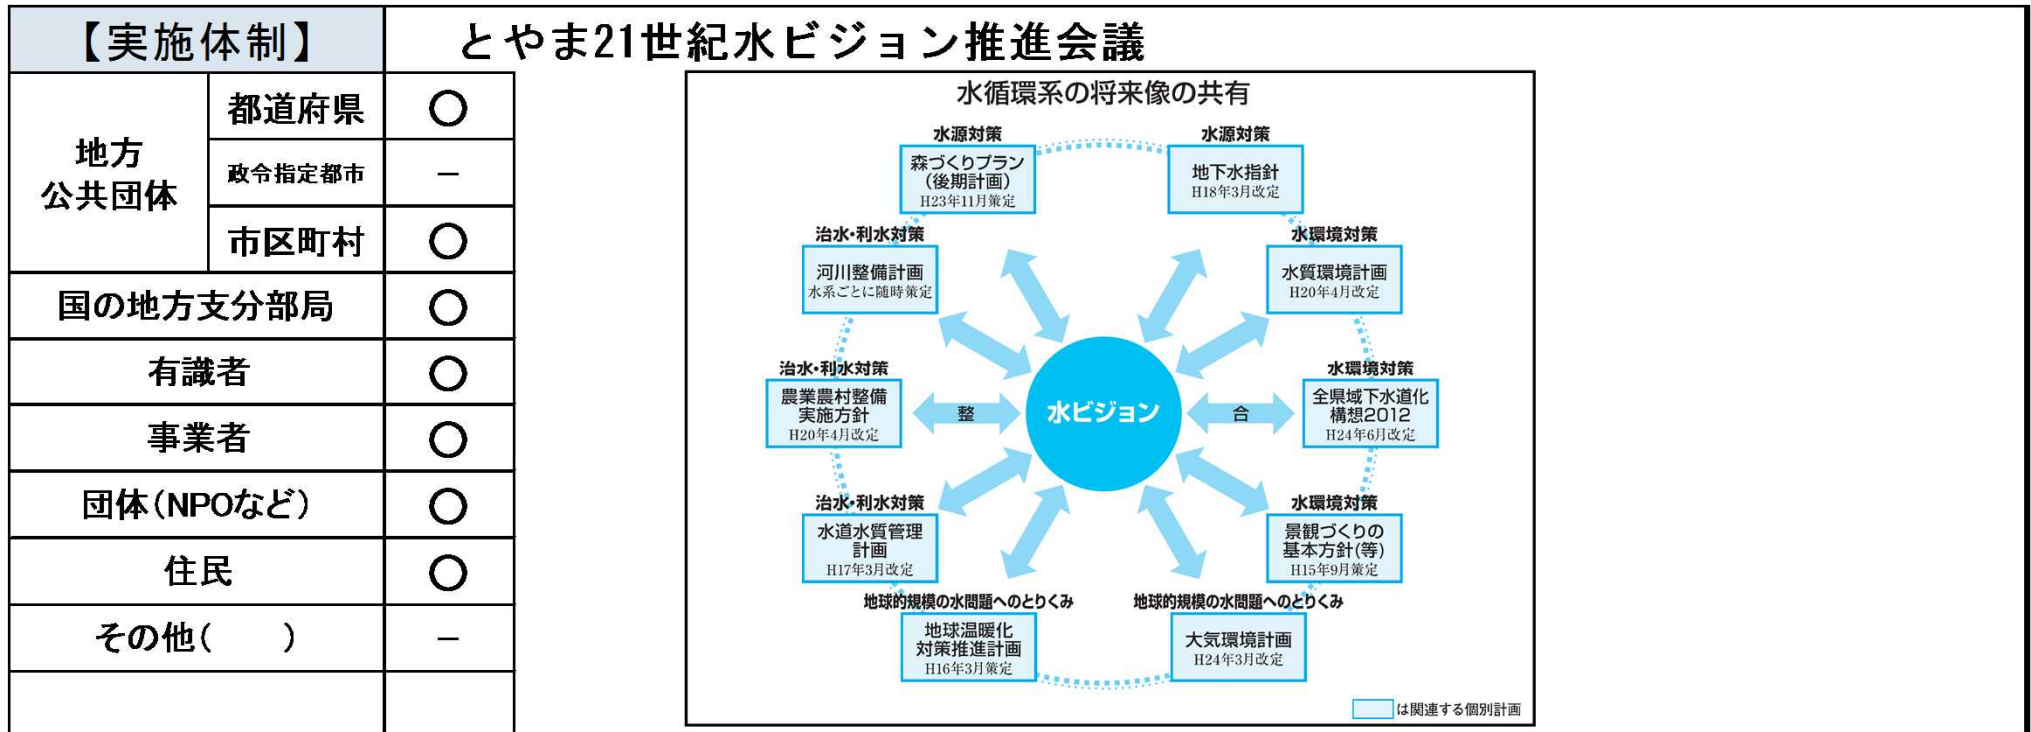 【実施体制】
とやま21世紀水ビジョン推進会議
地方
公共団体
都道府県
○
政令指定都市
－
市区町村
○
国の地方支分部局
○
有識者
○
事業者
○
団体(NPOなど)
○
住民
○
その他(　　)
－
水循環系の将来像の共有
水源対策
森づくりプラン
(後期計画)
H23年11月策定
水源対策
地下水指針
H18年3月改定
治水・利水対策
河川整備計画
水系ごとに随時策定
水環境対策
水質環境計画
H20年4月改定
治水・利水対策
農業農村整備
実施方針
H20年4月改定
整
水ビジョン
合
水環境対策
全県域下水道化
構想2012
H24年6月改定
治水・利水対策
水道水質管理
計画
H17年3月改定
水環境対策
景観づくりの
基本方針(等)
H15年9月策定
地球的規模の水問題へのとりくみ
地球温暖化
対策推進計画
H16年3月策定
地球的規模の水問題へのとりくみ
大気環境計画
H24年3月改定
は関連する個別計画